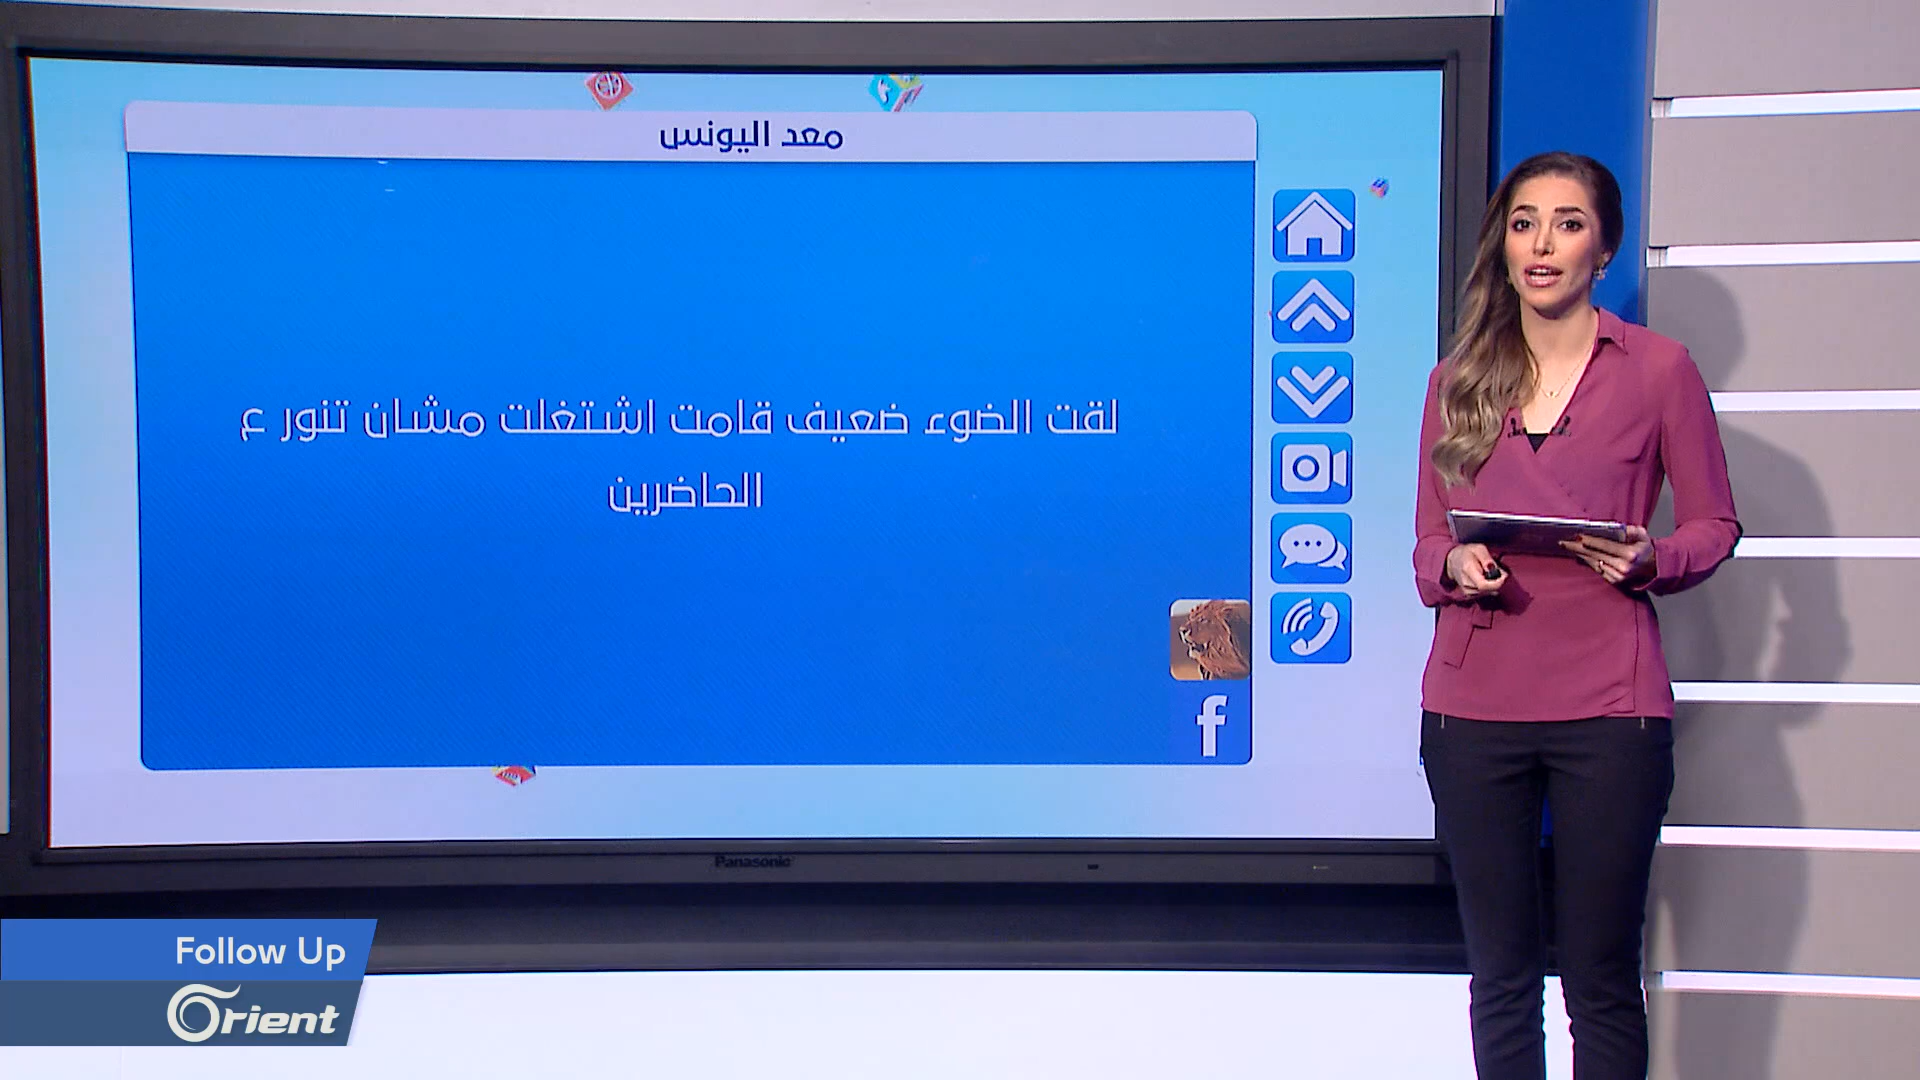 معد اليونس
لقت الضوء ضعيف قامت اشتغلت مشان تنور ع
الحاضرين
f
Panasonic
Follow Up
Orient